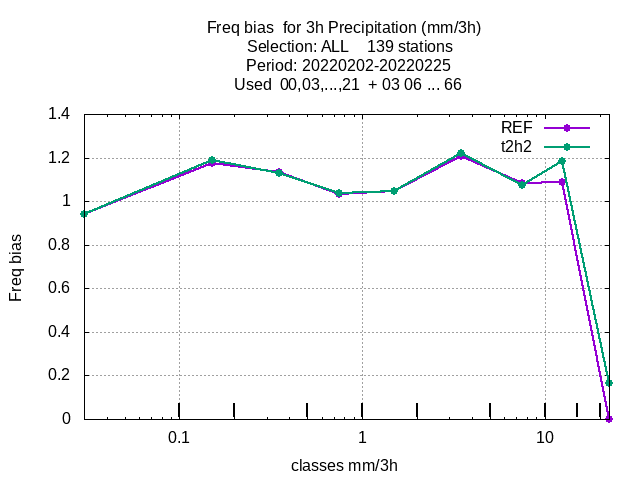 Freq bias  for 3h Precipitation (mm/3h)
Selection: ALL    139 stations
Period: 20220202-20220225
Used  00,03,...,21  + 03 06 ... 66
REF
t2h2
1.4
1.2
1
0.8
0.6
0.4
0.2
0
Freq bias
0.1
1
10
classes mm/3h